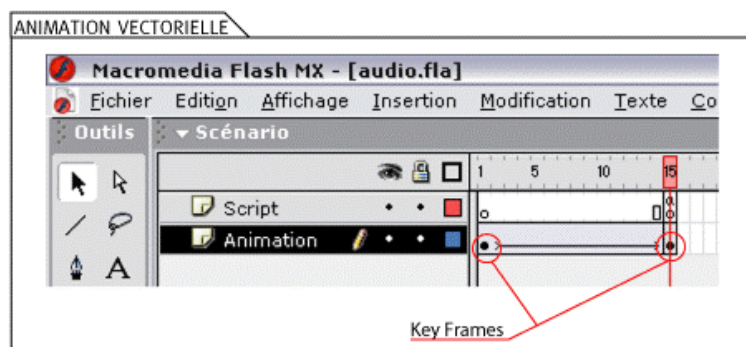 ANIMATION VECTORIELLE
Macromedia Flash MX - [audio.fla]
Fichier Edition Affichage Insertion Modification Texte Co
Outils Scénario
1 5 10 15
Script
a
Animation
A
Key Frames